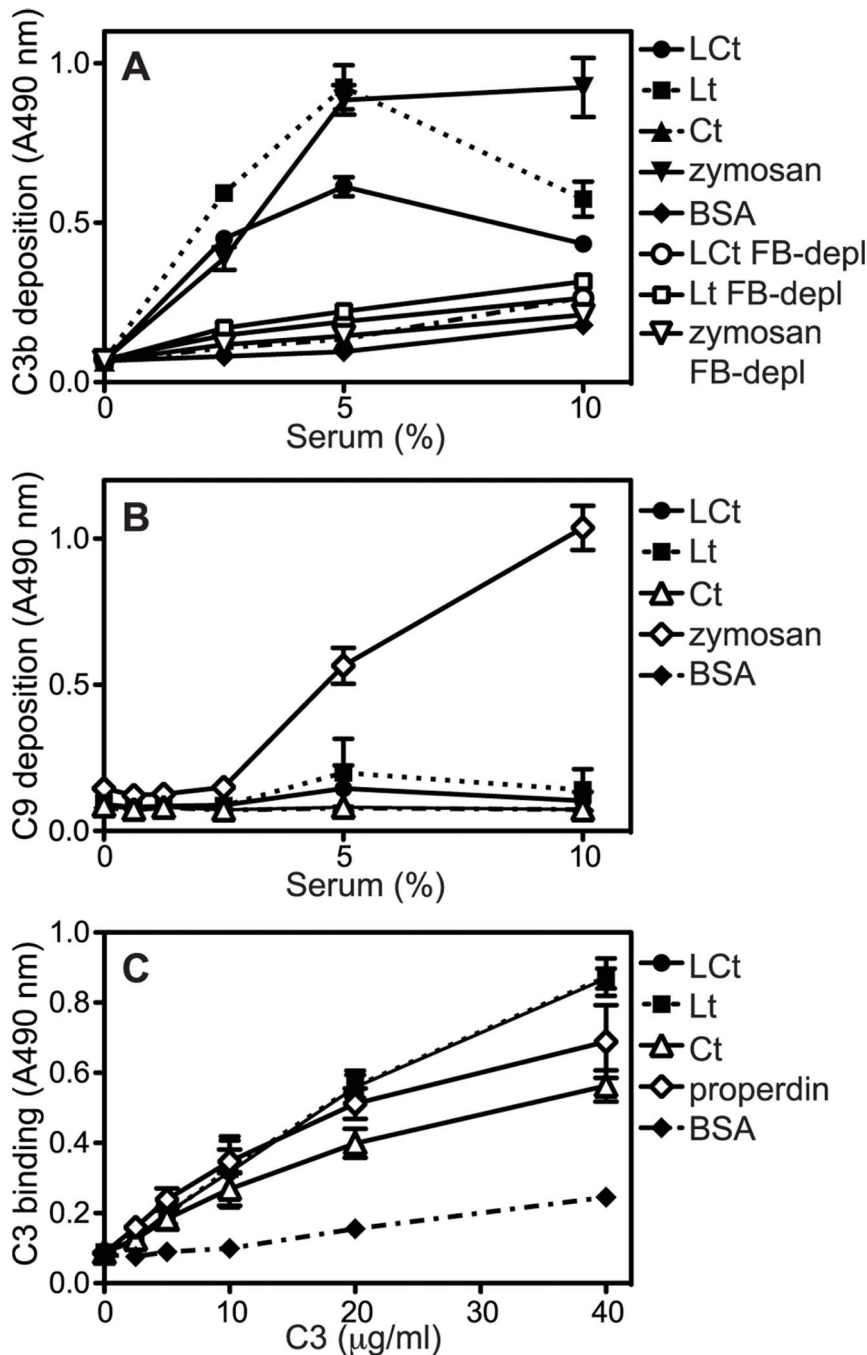 A
C3b deposition (A490 nm)
1.0
0.5
0.0
0
5
10
Serum (%)
LCt
Lt
Ct
zymosan
BSA
LCt FB-depl
Lt FB-depl
zymosan
FB-depl
B
C9 deposition (A490 nm)
1.0
0.5
0.0
0
5
10
Serum (%)
LCt
Lt
Ct
zymosan
BSA
C
C3 binding (A490 nm)
1.0
0.8
0.6
0.4
0.2
0.0
0
10
20
30
40
C3 (μg/ml)
LCt
Lt
Ct
properdin
BSA